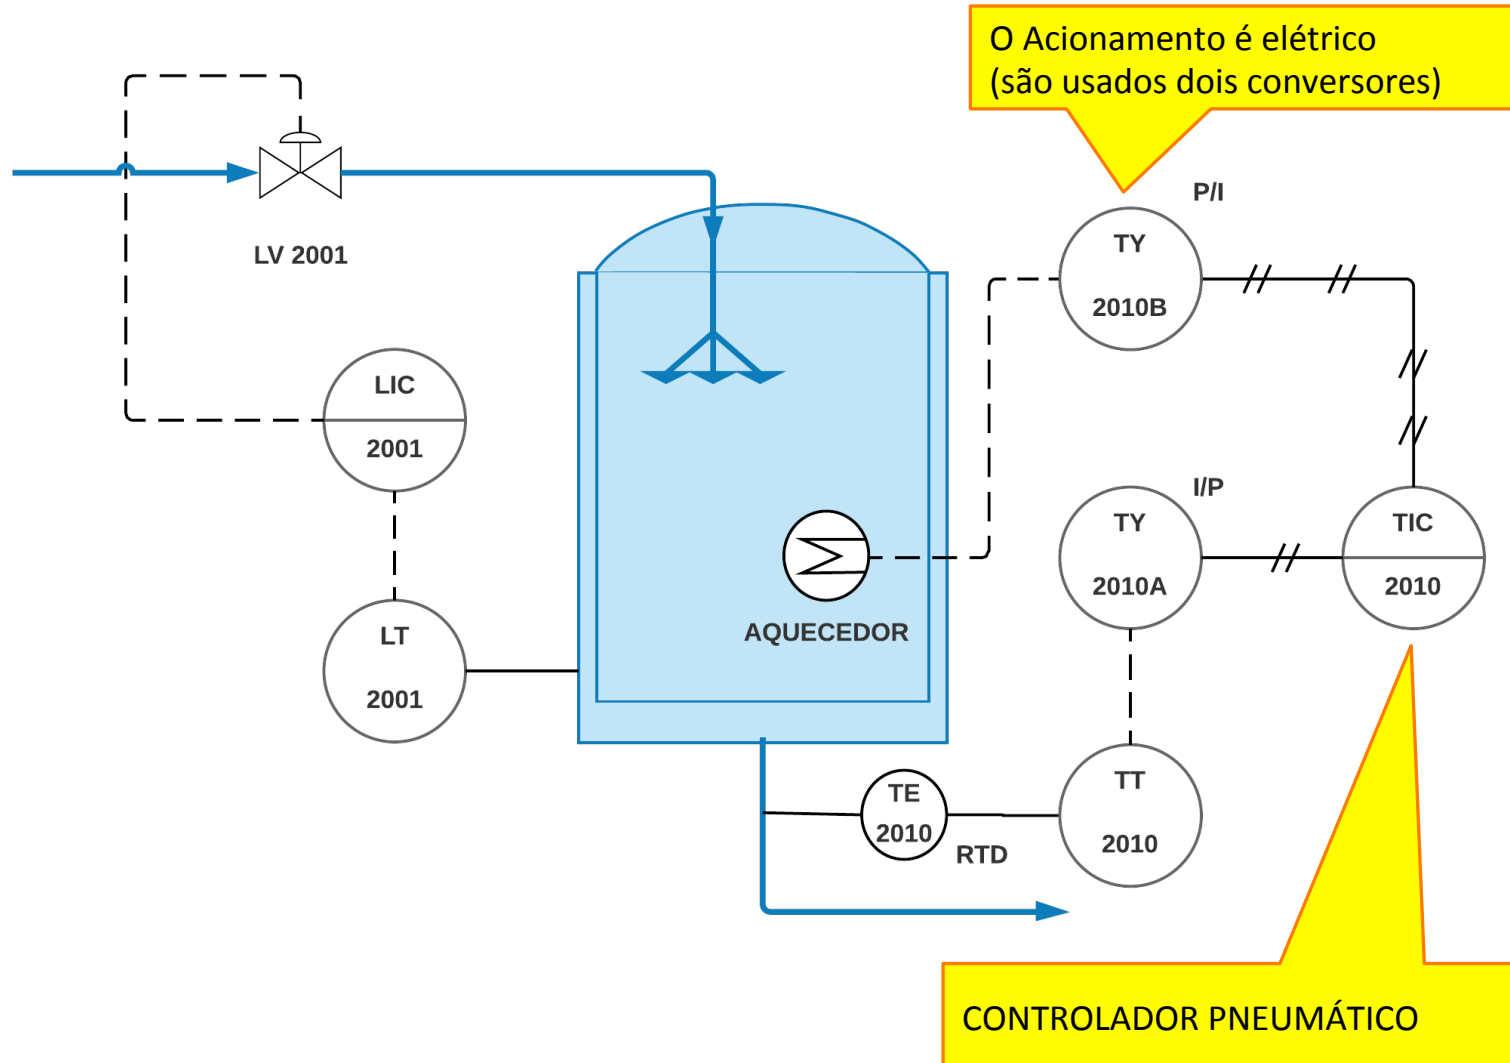 O Acionamento é elétrico
(são usados dois conversores)
P/I
TY
2010B
LV 2001
LIC
2001
I/P
TY
2010A
TIC
2010
AQUECEDOR
LT
2001
TE
2010
RTD
TT
2010
CONTROLADOR PNEUMÁTICO